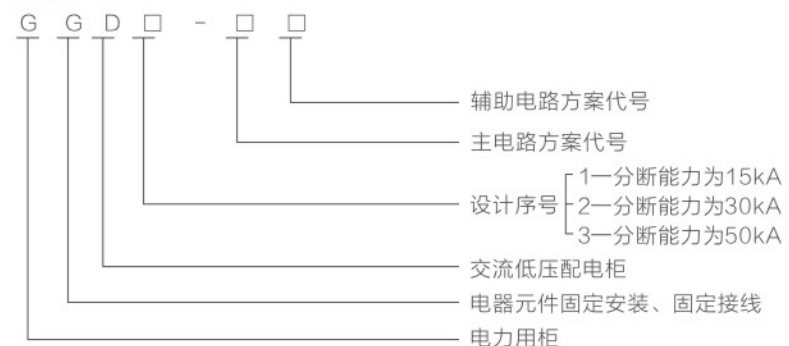 G G D □ - □ □
辅助电路方案代号
主电路方案代号
1—分断能力为15kA
设计序号 2—分断能力为30kA
3—分断能力为50kA
交流低压配电柜
电器元件固定安装、固定接线
电力用柜